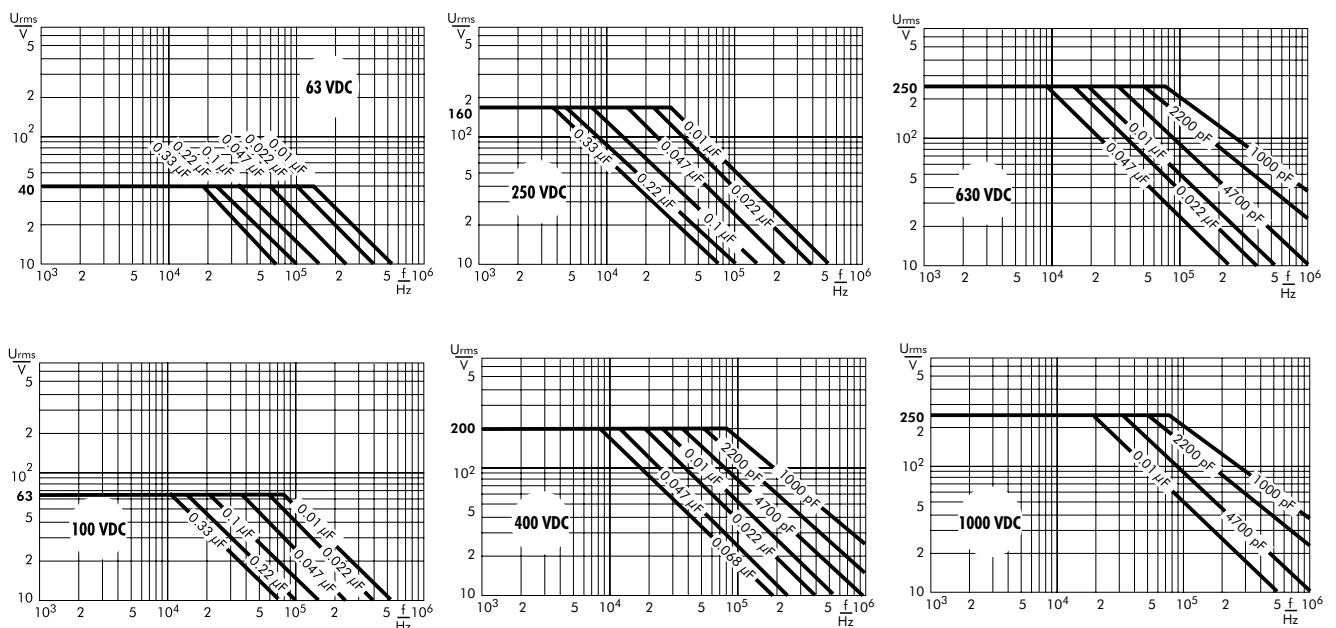 Urms
V
5
2
10²
5
40
2
10
63 VDC
0.33 µF
0.22 µF
0.1 µF
0.047 µF
0.022 µF
0.01 µF
10³ 2 5 10⁴ 2 5 10⁵ 2 5 f/Hz 10⁶
Urms
V
5
2
160
10²
5
2
10
250 VDC
0.33 µF
0.22 µF
0.1 µF
0.047 µF
0.022 µF
0.01 µF
10³ 2 5 10⁴ 2 5 10⁵ 2 5 f/Hz 10⁶
Urms
V
5
250
2
10²
5
2
10
630 VDC
0.047 µF
0.022 µF
0.01 µF
4700 pF
2200 pF
1000 pF
10³ 2 5 10⁴ 2 5 10⁵ 2 5 f/Hz 10⁶
Urms
V
5
2
10²
63
5
2
10
100 VDC
0.33 µF
0.22 µF
0.1 µF
0.047 µF
0.022 µF
0.01 µF
10³ 2 5 10⁴ 2 5 10⁵ 2 5 f/Hz 10⁶
Urms
V
5
200
10²
5
2
10
400 VDC
0.068 µF
0.047 µF
0.022 µF
0.01 µF
4700 pF
2200 pF
1000 pF
10³ 2 5 10⁴ 2 5 10⁵ 2 5 f/Hz 10⁶
Urms
V
5
250
2
10²
5
2
10
1000 VDC
0.01 µF
4700 pF
2200 pF
1000 pF
10³ 2 5 10⁴ 2 5 10⁵ 2 5 f/Hz 10⁶